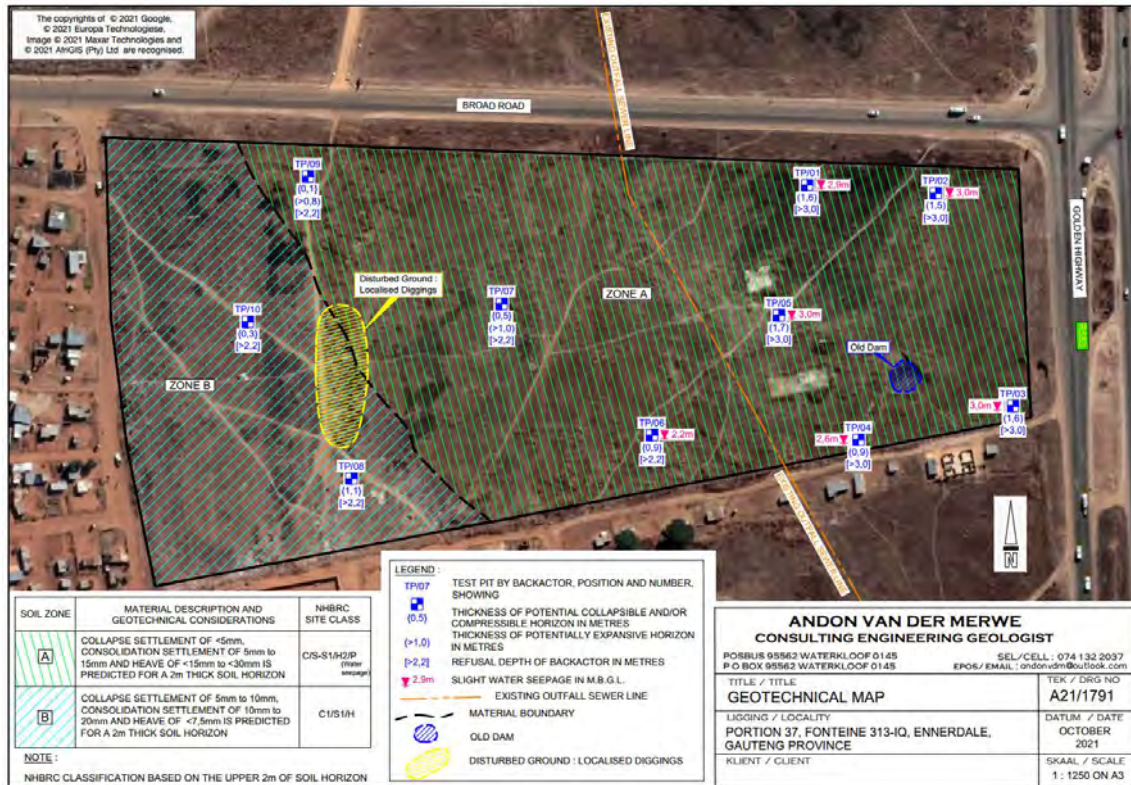 The copyrights of © 2021 Google,
© 2021 Europa Technologiese,
Image © 2021 Maxar Technologies and
© 2021 AfriGIS (Pty) Ltd are recognised.
BROAD ROAD
EXISTING OUTFALL SEWER LINE
GOLDEN HIGHWAY
TP/09
(0,1)
(>0,8)
[>2,2]
TP/01
2,9m
(1,6)
[>3,0]
TP/02
3,0m
(1,5)
[>3,0]
Disturbed Ground :
Localised Diggings
TP/07
(0,5)
(>1,0)
[>2,2]
ZONE A
TP/05
3,0m
(1,7)
[>3,0]
TP/10
(0,3)
[>2,2]
Old Dam
ZONE B
TP/03
3,0m
(1,6)
[>3,0]
TP/06
2,2m
(0,9)
[>2,2]
TP/04
2,6m
(0,9)
[>3,0]
TP/08
(1,1)
[>2,2]
EXISTING OUTFALL SEWER LINE
N
SOIL ZONE
MATERIAL DESCRIPTION AND
GEOTECHNICAL CONSIDERATIONS
NHBRC
SITE CLASS
A
COLLAPSE SETTLEMENT OF <5mm,
CONSOLIDATION SETTLEMENT OF 5mm to
15mm AND HEAVE OF <15mm to <30mm IS
PREDICTED FOR A 2m THICK SOIL HORIZON
C/S-S1/H2/P
(Water
seepage)
B
COLLAPSE SETTLEMENT OF 5mm to 10mm,
CONSOLIDATION SETTLEMENT OF 10mm to
20mm AND HEAVE OF <7,5mm IS PREDICTED
FOR A 2m THICK SOIL HORIZON
C1/S1/H
NOTE :
NHBRC CLASSIFICATION BASED ON THE UPPER 2m OF SOIL HORIZON
LEGEND :
TP/07 TEST PIT BY BACKACTOR, POSITION AND NUMBER,
SHOWING
(0,5) THICKNESS OF POTENTIAL COLLAPSIBLE AND/OR
COMPRESSIBLE HORIZON IN METRES
(>1,0) THICKNESS OF POTENTIALLY EXPANSIVE HORIZON
IN METRES
[>2,2] REFUSAL DEPTH OF BACKACTOR IN METRES
2,9m SLIGHT WATER SEEPAGE IN M.B.G.L.
EXISTING OUTFALL SEWER LINE
MATERIAL BOUNDARY
OLD DAM
DISTURBED GROUND : LOCALISED DIGGINGS
ANDON VAN DER MERWE
CONSULTING ENGINEERING GEOLOGIST
POSBUS 95562 WATERKLOOF 0145
P O BOX 95562 WATERKLOOF 0145
SEL/CELL : 074 132 2037
EPOS/ EMAIL : andonvdm@outlook.com
TITLE / TITLE
GEOTECHNICAL MAP
TEK / DRG NO
A21/1791
LIGGING / LOCALITY
PORTION 37, FONTEINE 313-IQ, ENNERDALE,
GAUTENG PROVINCE
DATUM / DATE
OCTOBER
2021
KLIENT / CLIENT
SKAAL / SCALE
1 : 1250 ON A3